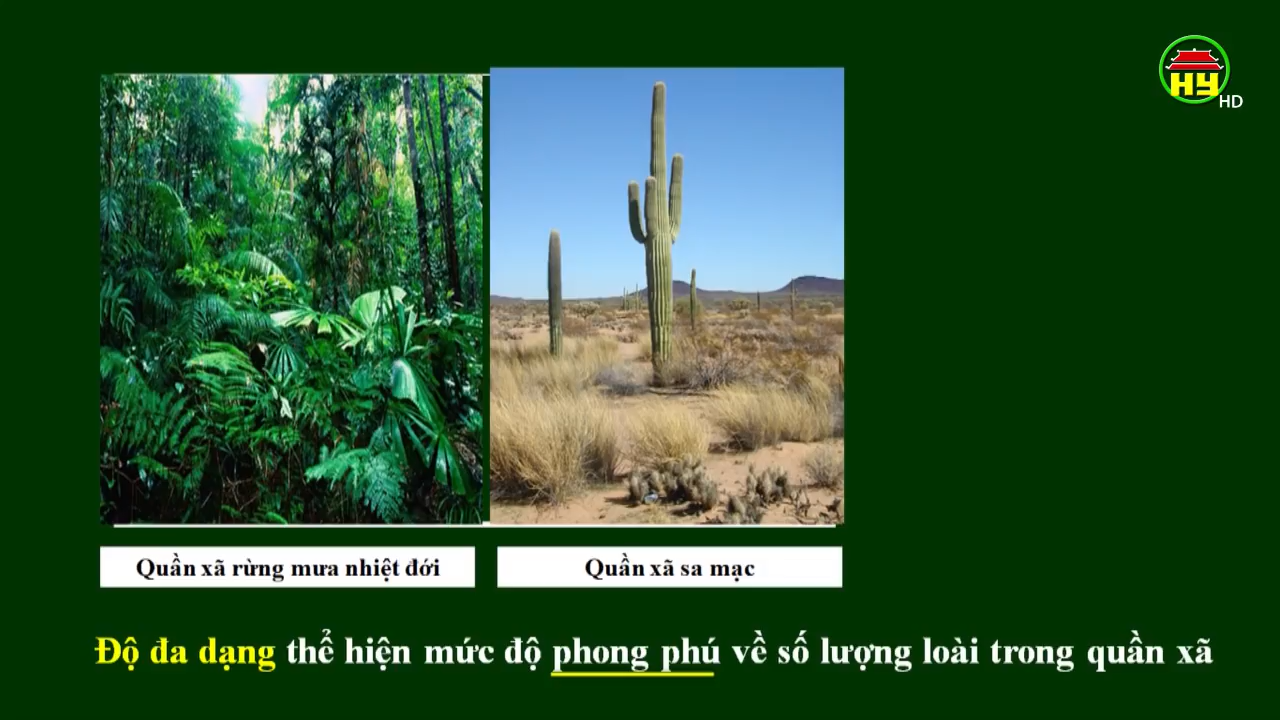 HY
HD
Quần xã rừng mưa nhiệt đới
Quần xã sa mạc
Độ đa dạng thể hiện mức độ phong phú về số lượng loài trong quần xã